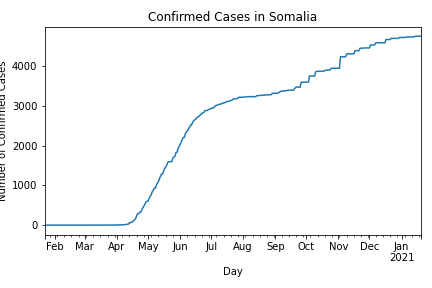 Confirmed Cases in Somalia
Number of Confirmed Cases
4000
3000
2000
1000
0
Feb Mar Apr May Jun Jul Aug Sep Oct Nov Dec Jan
2021
Day